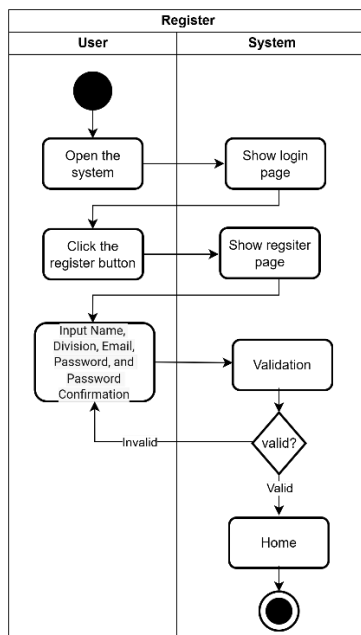 Register
User
System
Open the
system
Show login
page
Click the
register button
Show regsiter
page
Input Name,
Division, Email,
Password, and
Password
Confirmation
Validation
valid?
Invalid
Valid
Home